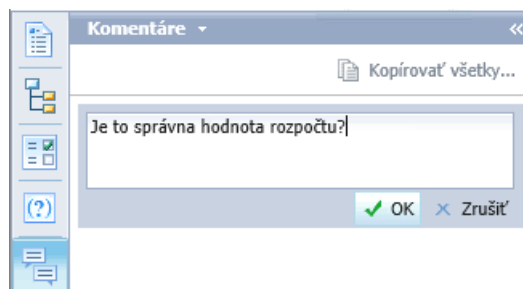 Komentáre
Kopírovať všetky...
Je to správna hodnota rozpočtu?
OK Zrušiť
(?)